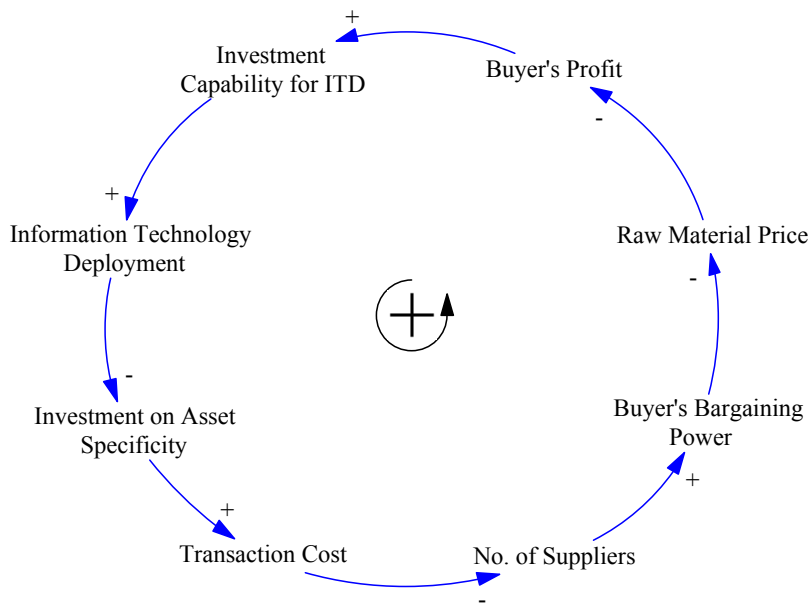 +
Investment
Capability for ITD
Buyer's Profit
-
+
Information Technology
Deployment
Raw Material Price
-
+
-
Investment on Asset
Specificity
Buyer's Bargaining
Power
+
+
Transaction Cost
No. of Suppliers
-